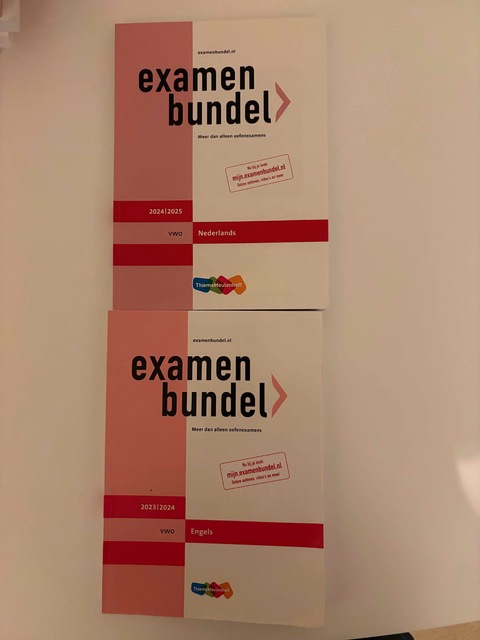 examenbundel.nl
examen
bundel
Meer dan alleen oefenexamens
Nu bij je boek
mijn.examenbundel.nl
Online oefenen, video's en meer
2024|2025
vwo Nederlands
ThiemeMeulenhoff
examenbundel.nl
examen
bundel
Meer dan alleen oefenexamens
Nu bij je boek
mijn.examenbundel.nl
Online oefenen, video's en meer
2023|2024
vwo Engels
ThiemeMeulenhoff